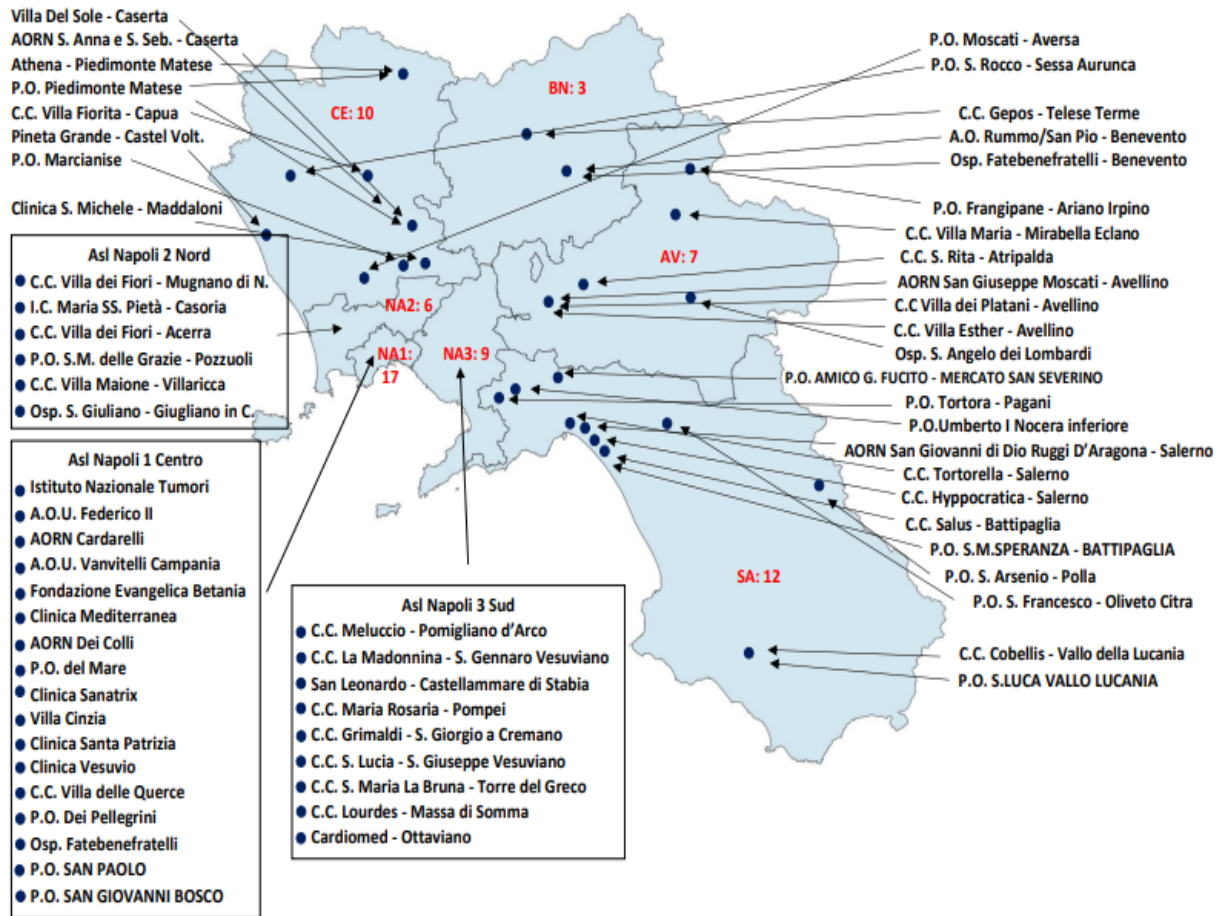 Villa Del Sole - Caserta
AORN S. Anna e S. Seb. - Caserta
Athena - Piedimonte Matese
P.O. Piedimonte Matese
C.C. Villa Fiorita - Capua
Pineta Grande - Castel Volt.
P.O. Marcianise
Clinica S. Michele - Maddaloni
CE: 10
BN: 3
AV: 7
NA2: 6
NA1:
17
NA3: 9
SA: 12
P.O. Moscati - Aversa
P.O. S. Rocco - Sessa Aurunca
C.C. Gepos - Telese Terme
A.O. Rummo/San Pio - Benevento
Osp. Fatebenefratelli - Benevento
P.O. Frangipane - Ariano Irpino
C.C. Villa Maria - Mirabella Eclano
C.C. S. Rita - Atripalda
AORN San Giuseppe Moscati - Avellino
C.C Villa dei Platani - Avellino
C.C. Villa Esther - Avellino
Osp. S. Angelo dei Lombardi
P.O. AMICO G. FUCITO - MERCATO SAN SEVERINO
P.O. Tortora - Pagani
P.O.Umberto I Nocera inferiore
AORN San Giovanni di Dio Ruggi D'Aragona - Salerno
C.C. Tortorella - Salerno
C.C. Hyppocratica - Salerno
C.C. Salus - Battipaglia
P.O. S.M.SPERANZA - BATTIPAGLIA
P.O. S. Arsenio - Polla
P.O. S. Francesco - Oliveto Citra
C.C. Cobellis - Vallo della Lucania
P.O. S.LUCA VALLO LUCANIA
Asl Napoli 2 Nord
C.C. Villa dei Fiori - Mugnano di N.
I.C. Maria SS. Pietà - Casoria
C.C. Villa dei Fiori - Acerra
P.O. S.M. delle Grazie - Pozzuoli
C.C. Villa Maione - Villaricca
Osp. S. Giuliano - Giugliano in C.
Asl Napoli 1 Centro
Istituto Nazionale Tumori
A.O.U. Federico II
AORN Cardarelli
A.O.U. Vanvitelli Campania
Fondazione Evangelica Betania
Clinica Mediterranea
AORN Dei Colli
P.O. del Mare
Clinica Sanatrix
Villa Cinzia
Clinica Santa Patrizia
Clinica Vesuvio
C.C. Villa delle Querce
P.O. Dei Pellegrini
Osp. Fatebenefratelli
P.O. SAN PAOLO
P.O. SAN GIOVANNI BOSCO
Asl Napoli 3 Sud
C.C. Meluccio - Pomigliano d'Arco
C.C. La Madonnina - S. Gennaro Vesuviano
San Leonardo - Castellammare di Stabia
C.C. Maria Rosaria - Pompei
C.C. Grimaldi - S. Giorgio a Cremano
C.C. S. Lucia - S. Giuseppe Vesuviano
C.C. S. Maria La Bruna - Torre del Greco
C.C. Lourdes - Massa di Somma
Cardiomed - Ottaviano